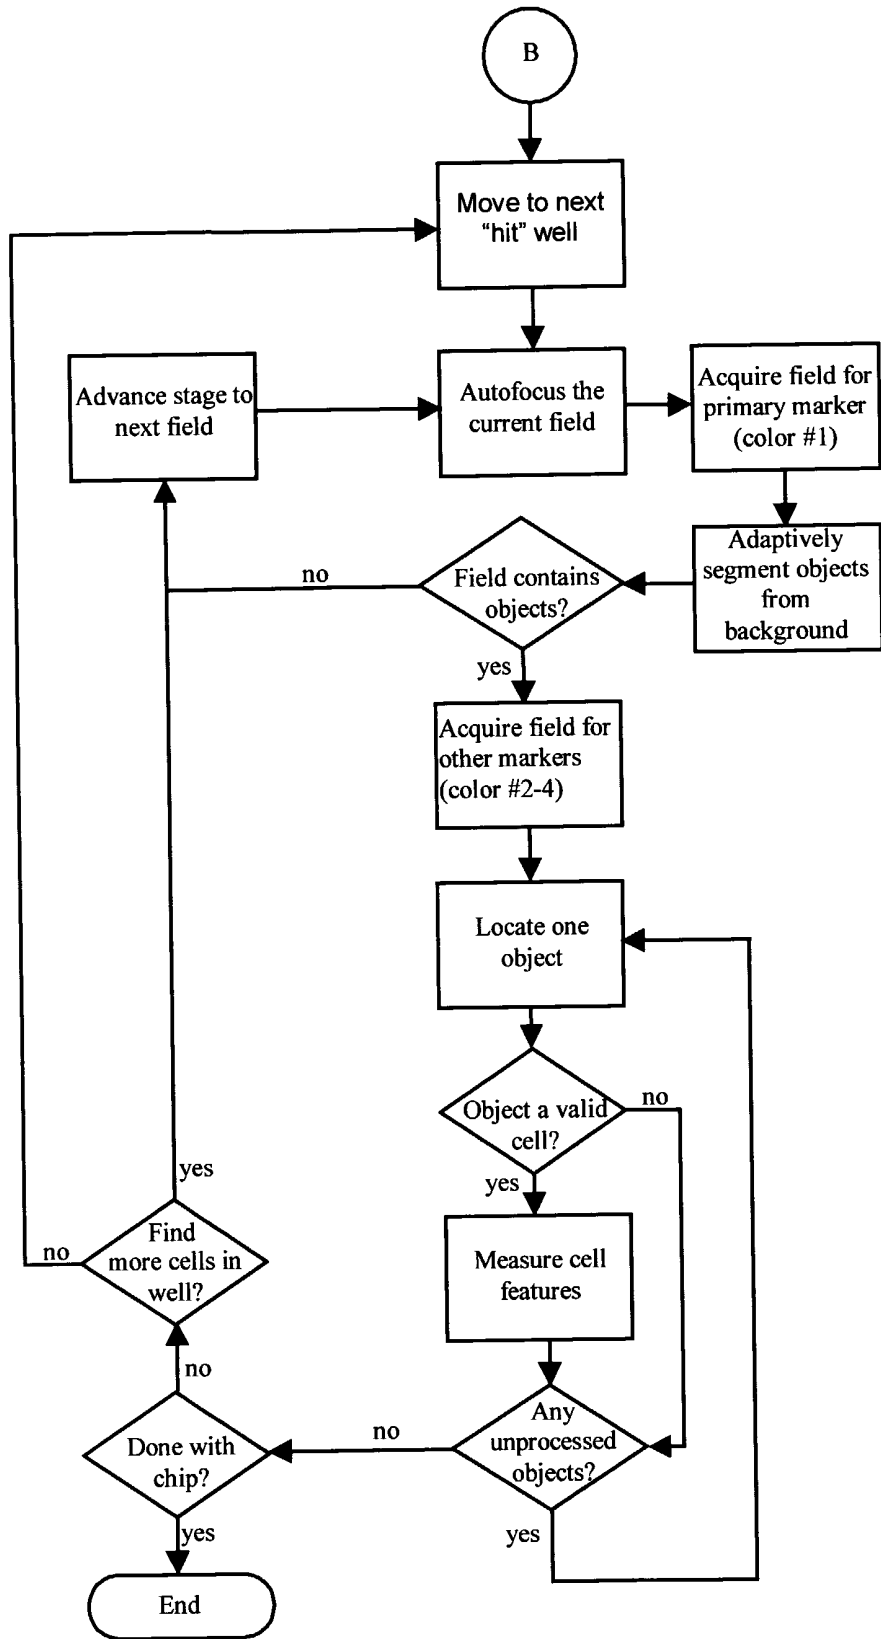 B
Move to next
“hit” well
Advance stage to
next field
Autofocus the
current field
Acquire field for
primary marker
(color #1)
Adaptively
segment objects
from
background
Field contains
objects?
no
yes
Acquire field for
other markers
(color #2-4)
Locate one
object
Object a valid
cell?
no
yes
Measure cell
features
Any
unprocessed
objects?
no
yes
Done with
chip?
no
yes
Find
more cells in
well?
yes
no
End